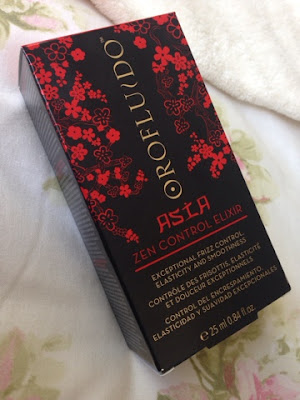 OROFLUIDO™
ASIA
ZEN CONTROL ELIXIR
EXCEPTIONAL FRIZZ CONTROL,
ELASTICITY AND SMOOTHNESS
CONTRÔLE DES FRISOTTIS, ÉLASTICITÉ
ET DOUCEUR EXCEPTIONNELS
CONTROL DEL ENCRESPAMIENTO,
ELASTICIDAD Y SUAVIDAD EXCEPCIONALES
℮ 25 ml 0.84 fl.oz.